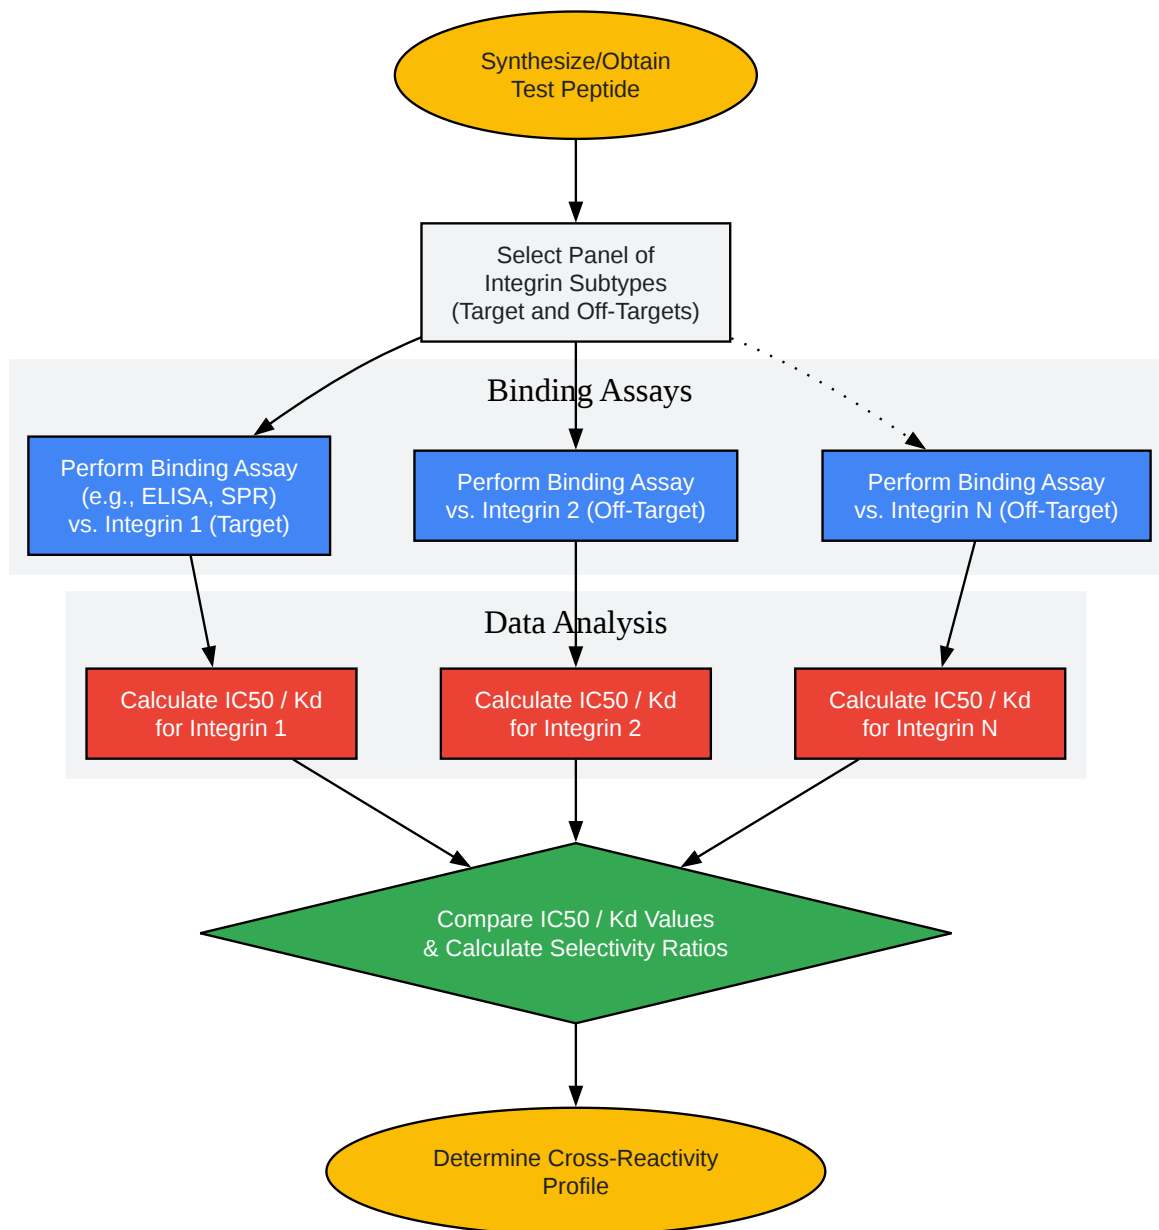 Synthesize/Obtain
Test Peptide
Select Panel of
Integrin Subtypes
(Target and Off-Targets)
Binding Assays
Perform Binding Assay
(e.g., ELISA, SPR)
vs. Integrin 1 (Target)
Perform Binding Assay
vs. Integrin 2 (Off-Target)
Perform Binding Assay
vs. Integrin N (Off-Target)
Data Analysis
Calculate IC50 / Kd
for Integrin 1
Calculate IC50 / Kd
for Integrin 2
Calculate IC50 / Kd
for Integrin N
Compare IC50 / Kd Values
& Calculate Selectivity Ratios
Determine Cross-Reactivity
Profile